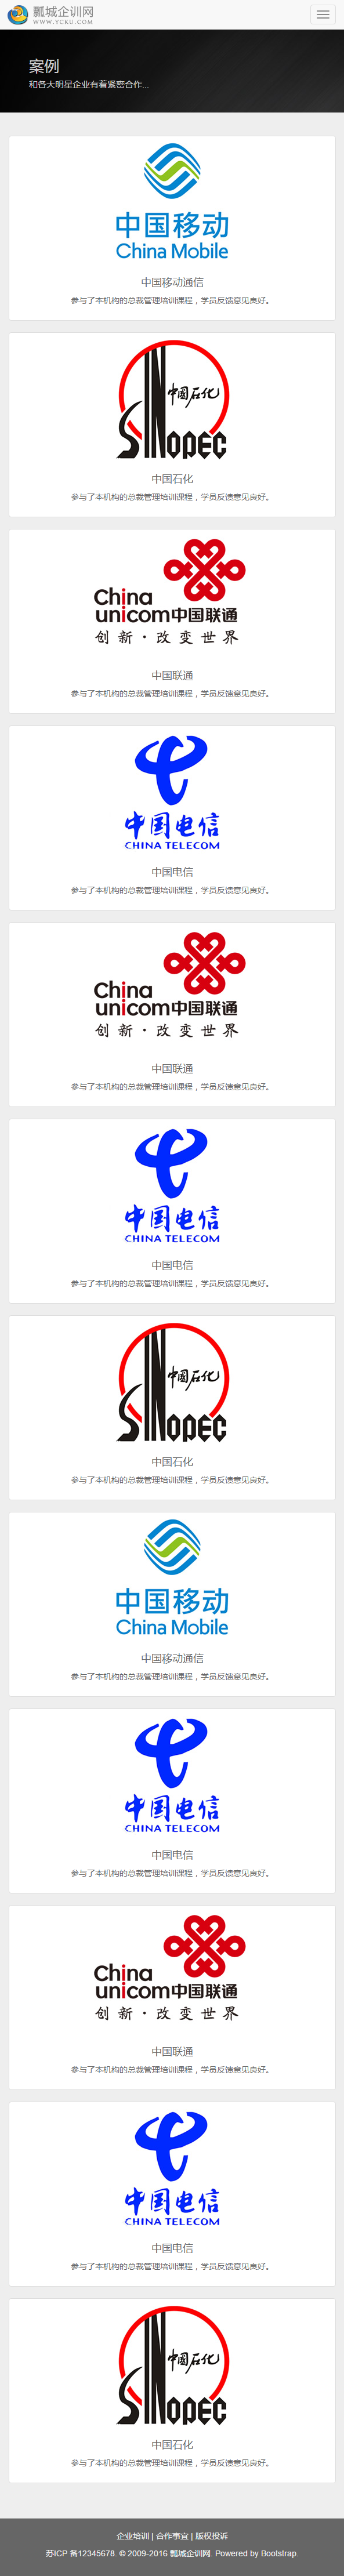 瓢城企训网
WWW.YCKU.COM
案例
和各大明星企业有着紧密合作...
中国移动
China Mobile
中国移动通信
参与了本机构的总裁管理培训课程，学员反馈意见良好。
中国石化
SINOPEC
中国石化
参与了本机构的总裁管理培训课程，学员反馈意见良好。
China
unicom中国联通
创新·改变世界
中国联通
参与了本机构的总裁管理培训课程，学员反馈意见良好。
中国电信
CHINA TELECOM
中国电信
参与了本机构的总裁管理培训课程，学员反馈意见良好。
China
unicom中国联通
创新·改变世界
中国联通
参与了本机构的总裁管理培训课程，学员反馈意见良好。
中国电信
CHINA TELECOM
中国电信
参与了本机构的总裁管理培训课程，学员反馈意见良好。
中国石化
SINOPEC
中国石化
参与了本机构的总裁管理培训课程，学员反馈意见良好。
中国移动
China Mobile
中国移动通信
参与了本机构的总裁管理培训课程，学员反馈意见良好。
中国电信
CHINA TELECOM
中国电信
参与了本机构的总裁管理培训课程，学员反馈意见良好。
China
unicom中国联通
创新·改变世界
中国联通
参与了本机构的总裁管理培训课程，学员反馈意见良好。
中国电信
CHINA TELECOM
中国电信
参与了本机构的总裁管理培训课程，学员反馈意见良好。
中国石化
SINOPEC
中国石化
参与了本机构的总裁管理培训课程，学员反馈意见良好。
企业培训 | 合作事宜 | 版权投诉
苏ICP 备12345678. © 2009-2016 瓢城企训网. Powered by Bootstrap.